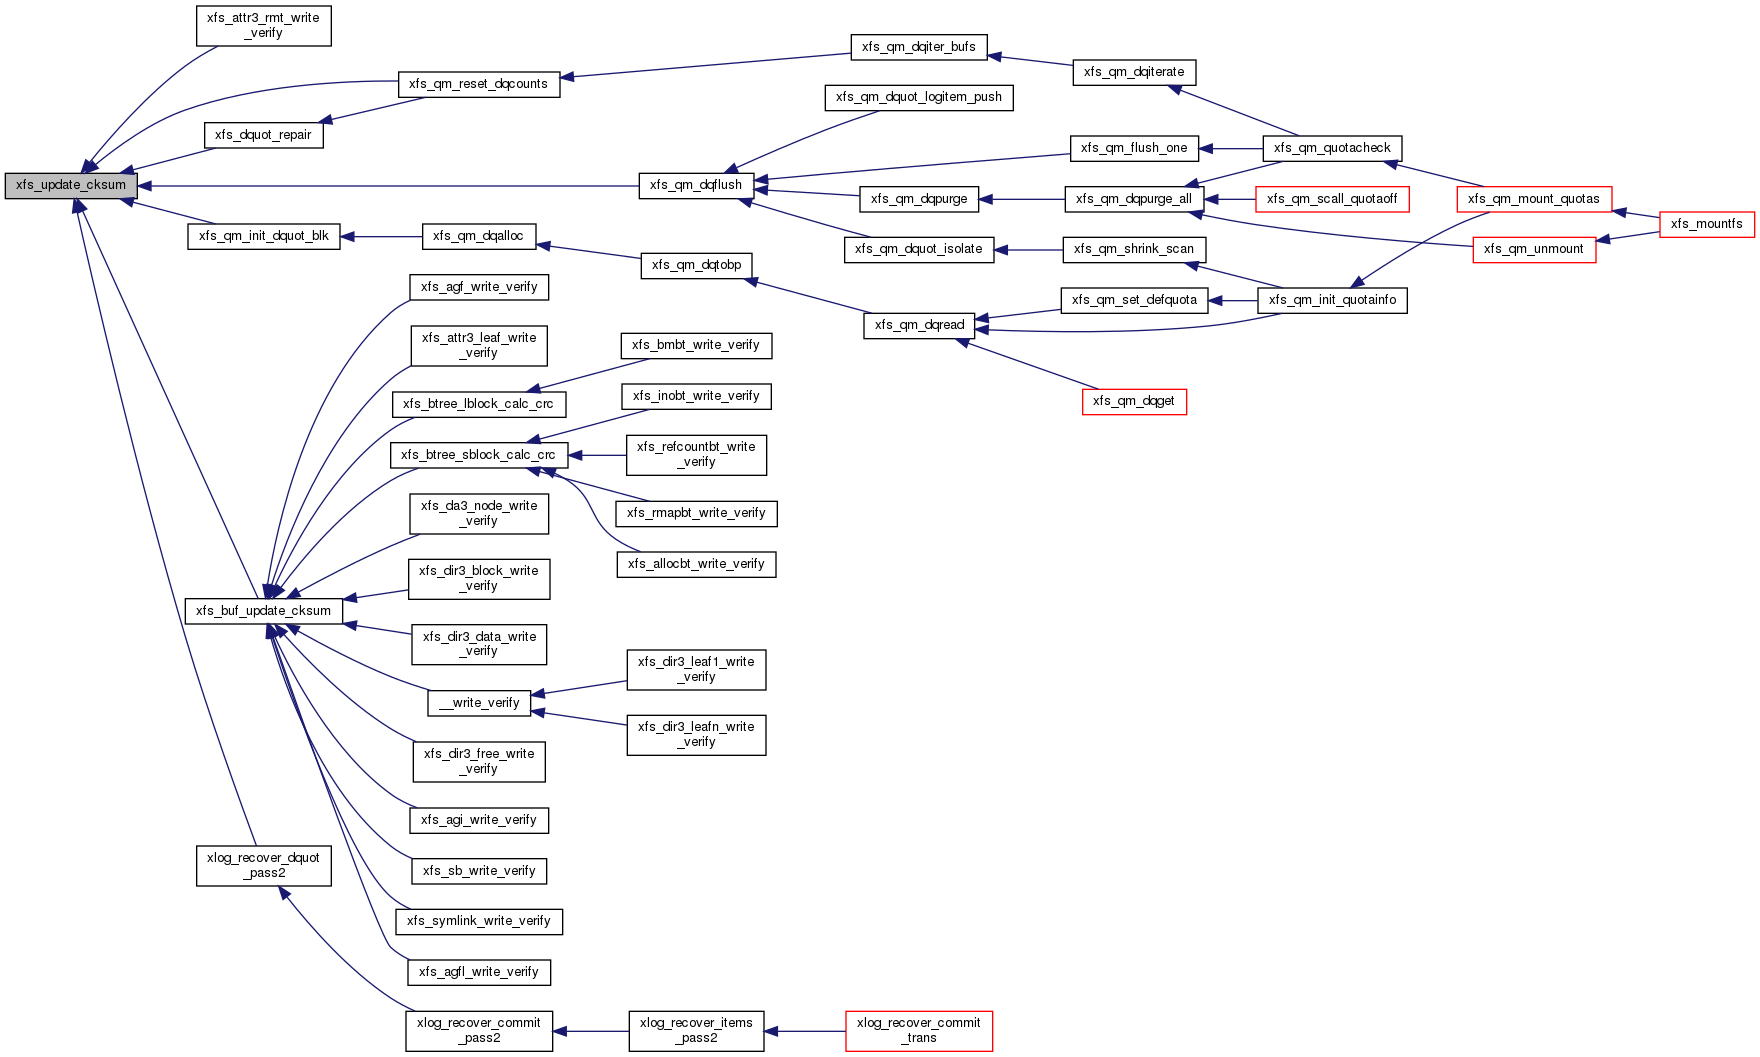 xfs_attr3_rmt_write
_verify
xfs_qm_dqiter_bufs
xfs_qm_dqiterate
xfs_qm_reset_dqcounts
xfs_qm_dquot_logitem_push
xfs_dquot_repair
xfs_qm_flush_one
xfs_qm_quotacheck
xfs_update_cksum
xfs_qm_dqflush
xfs_qm_dqpurge
xfs_qm_dqpurge_all
xfs_qm_scall_quotaoff
xfs_qm_mount_quotas
xfs_mountfs
xfs_qm_init_dquot_blk
xfs_qm_dqalloc
xfs_qm_dquot_isolate
xfs_qm_shrink_scan
xfs_qm_unmount
xfs_qm_dqtobp
xfs_agf_write_verify
xfs_qm_set_defquota
xfs_qm_init_quotainfo
xfs_qm_dqread
xfs_attr3_leaf_write
_verify
xfs_bmbt_write_verify
xfs_btree_lblock_calc_crc
xfs_inobt_write_verify
xfs_qm_dqget
xfs_btree_sblock_calc_crc
xfs_refcountbt_write
_verify
xfs_da3_node_write
_verify
xfs_rmapbt_write_verify
xfs_allocbt_write_verify
xfs_dir3_block_write
_verify
xfs_buf_update_cksum
xfs_dir3_data_write
_verify
xfs_dir3_leaf1_write
_verify
__write_verify
xfs_dir3_leafn_write
_verify
xfs_dir3_free_write
_verify
xfs_agi_write_verify
xlog_recover_dquot
_pass2
xfs_sb_write_verify
xfs_symlink_write_verify
xfs_agfl_write_verify
xlog_recover_commit
_pass2
xlog_recover_items
_pass2
xlog_recover_commit
_trans